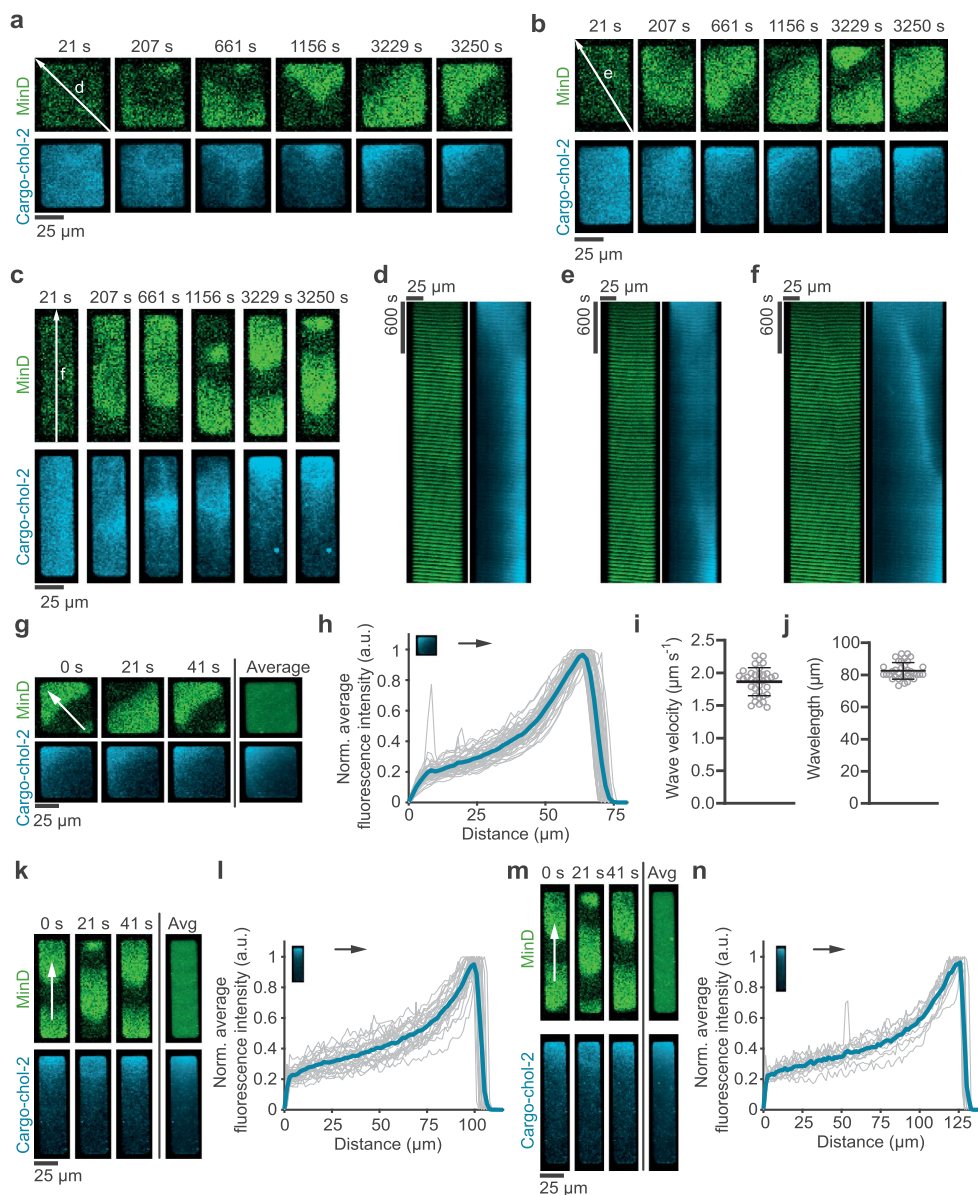 a
21 s 207 s 661 s 1156 s 3229 s 3250 s
MinD
d
Cargo-chol-2
25 µm
b
21 s 207 s 661 s 1156 s 3229 s 3250 s
MinD
e
Cargo-chol-2
25 µm
c
21 s 207 s 661 s 1156 s 3229 s 3250 s
MinD
f
Cargo-chol-2
25 µm
d
25 µm
600 s
e
25 µm
600 s
f
25 µm
600 s
g
0 s 21 s 41 s Average
MinD
Cargo-chol-2
25 µm
h
Norm. average
fluorescence intensity (a.u.)
1
0.8
0.6
0.4
0.2
0
0 25 50 75
Distance (µm)
i
Wave velocity (µm s⁻¹)
2.5
2.0
1.5
1.0
0.5
0.0
j
Wavelength (µm)
100
80
60
40
20
0
k
0 s 21 s 41 s Avg
MinD
Cargo-chol-2
25 µm
l
Norm. average
fluorescence intensity (a.u.)
1
0.8
0.6
0.4
0.2
0
0 25 50 75 100
Distance (µm)
m
0 s 21 s 41 s Avg
MinD
Cargo-chol-2
25 µm
n
Norm. average
fluorescence intensity (a.u.)
1
0.8
0.6
0.4
0.2
0
0 25 50 75 100 125
Distance (µm)